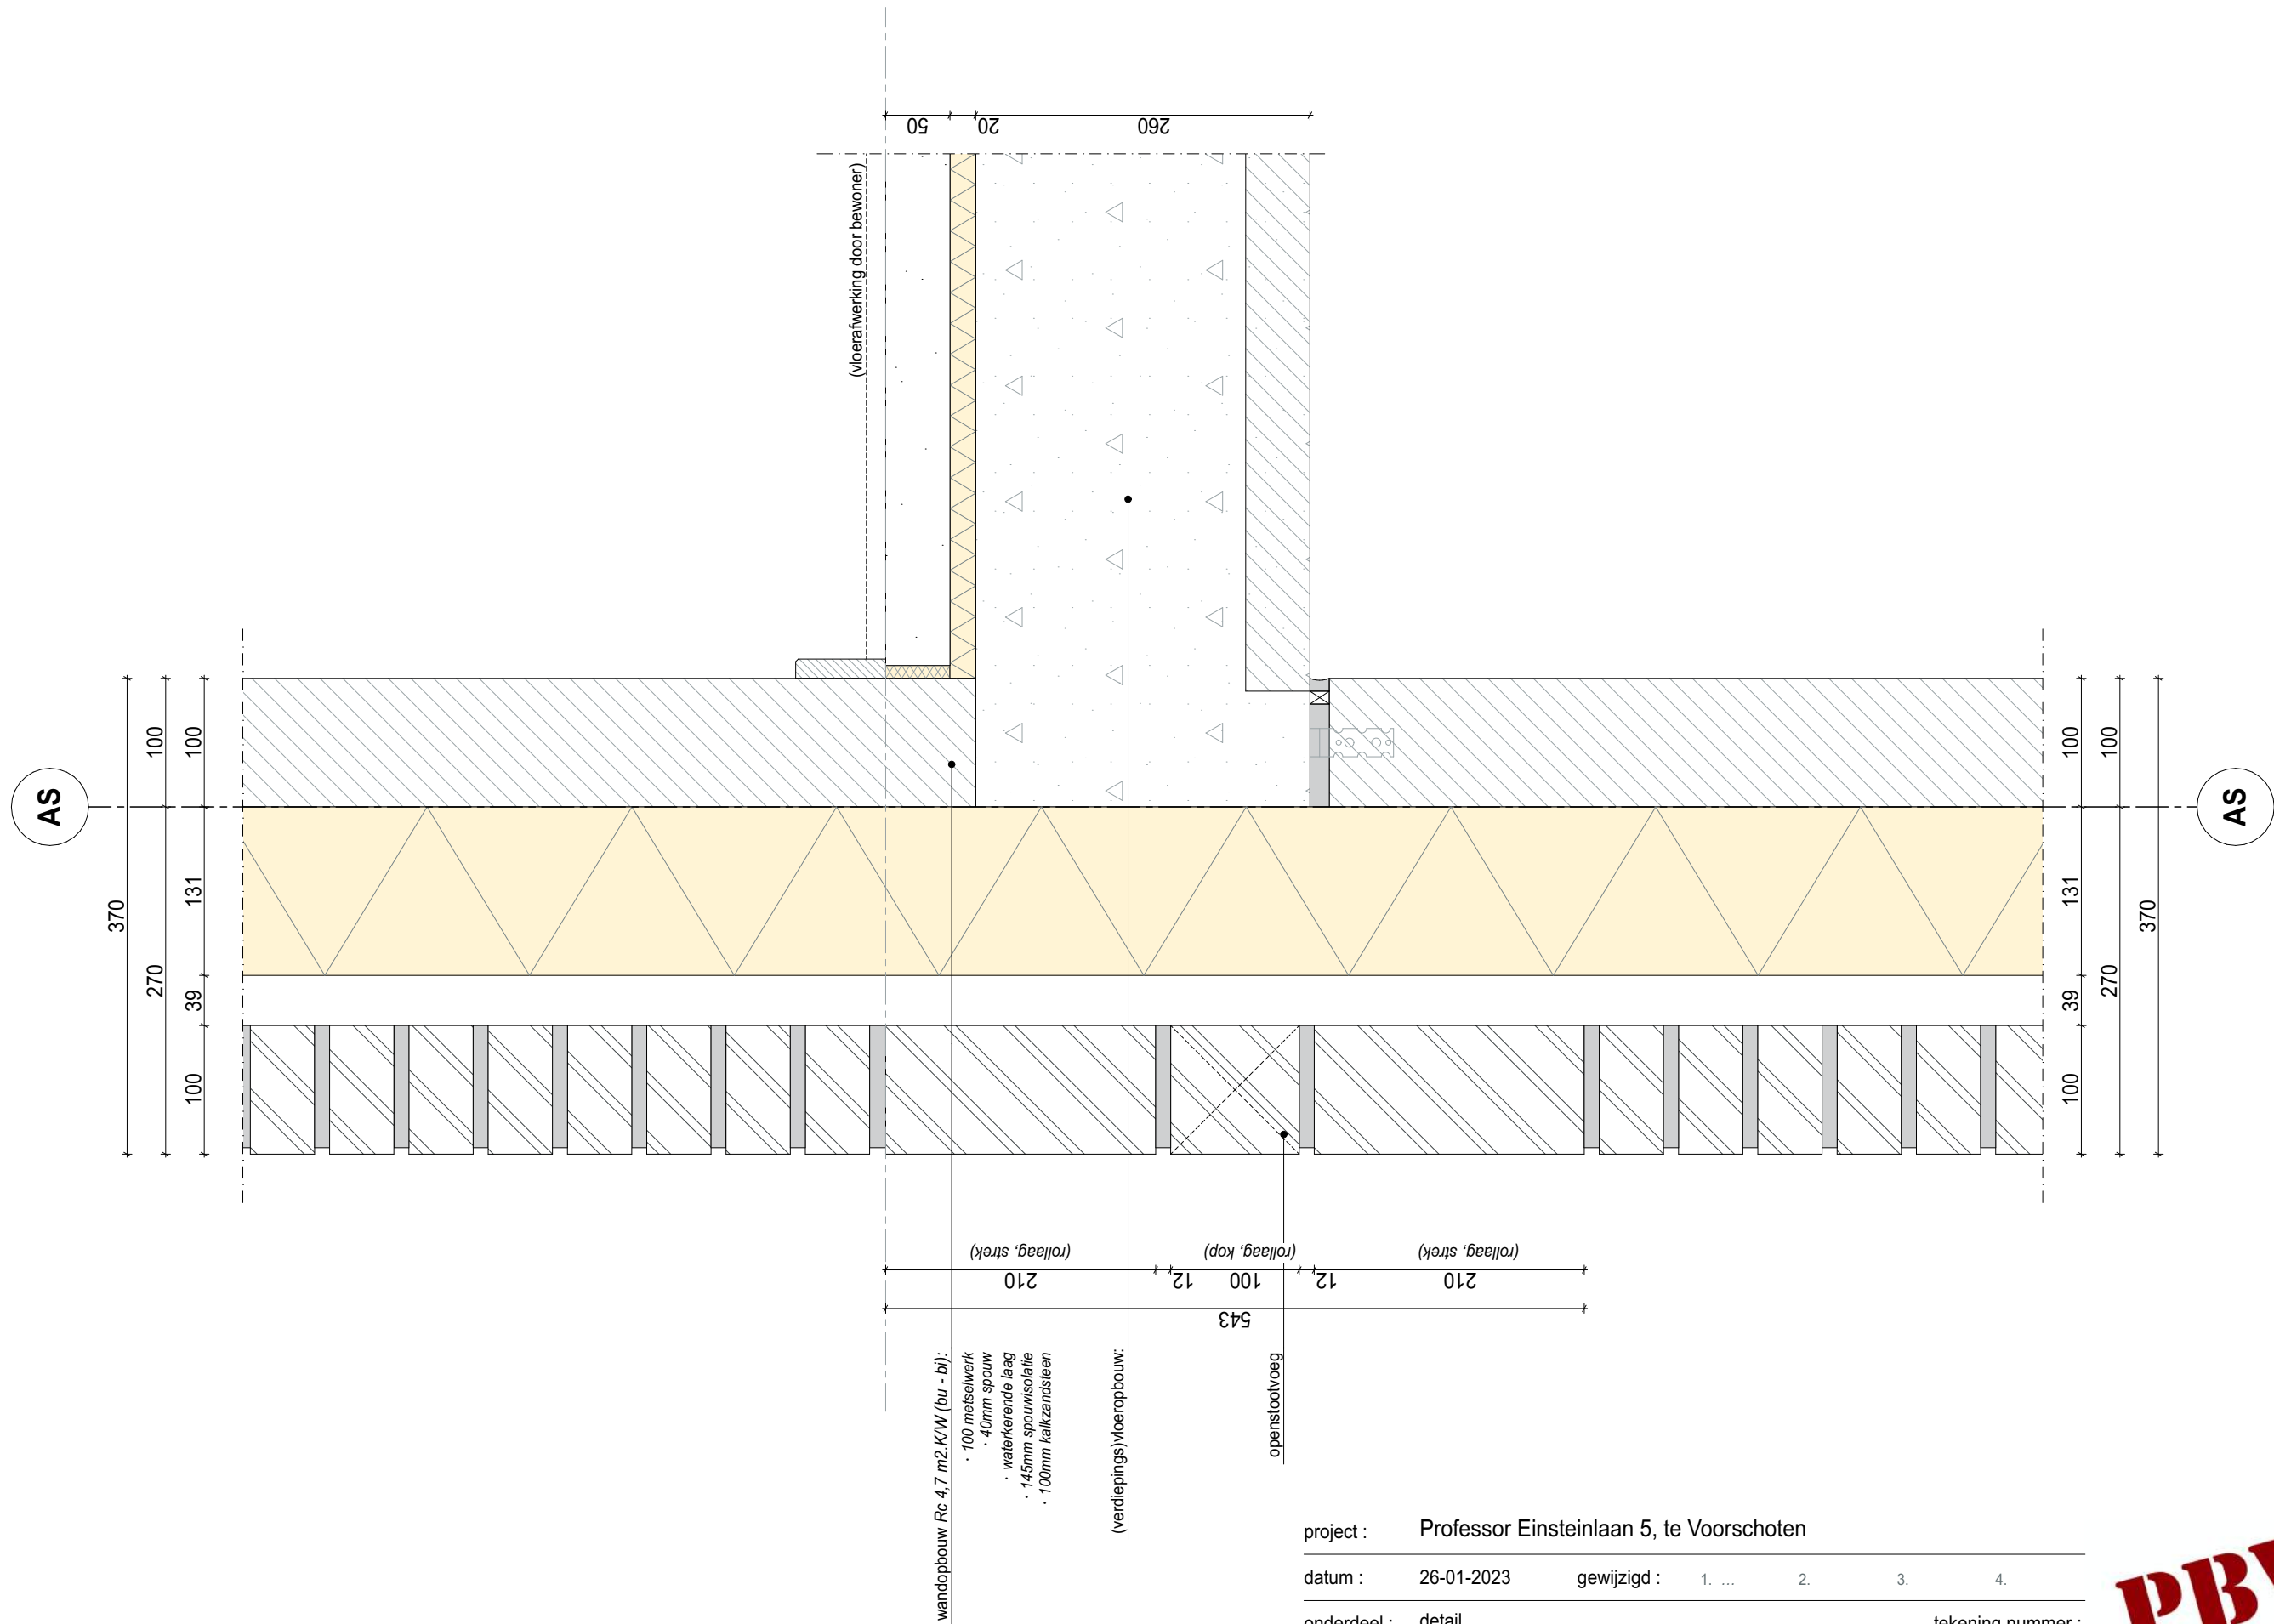 50
20
260
(vloerafwerking door bewoner)
AS
370
100
270
100
131
39
100
100
131
39
100
100
270
370
AS
(rollaag, strek)
(rollaag, kop)
(rollaag, strek)
210
12
100
12
210
543
wandopbouw Rc 4,7 m2.K/W (bu - bi):
· 100 metselwerk
· 40mm spouw
· waterkerende laag
· 145mm spouwisolatie
· 100mm kalkzandsteen
(verdiepings)vloeropbouw:
openstootvoeg
project : Professor Einsteinlaan 5, te Voorschoten
datum : 26-01-2023 gewijzigd : 1. ... 2. 3. 4.
onderdeel : detail tekening nummer :